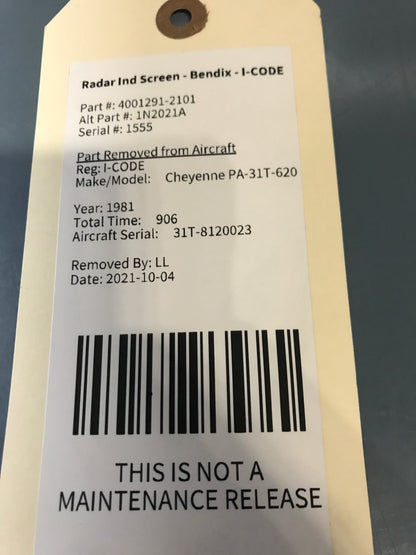 Radar Ind Screen - Bendix - I-CODE
Part #: 4001291-2101
Alt Part #: 1N2021A
Serial #: 1555
Part Removed from Aircraft
Reg: I-CODE
Make/Model: Cheyenne PA-31T-620
Year: 1981
Total Time: 906
Aircraft Serial: 31T-8120023
Removed By: LL
Date: 2021-10-04
THIS IS NOT A
MAINTENANCE RELEASE